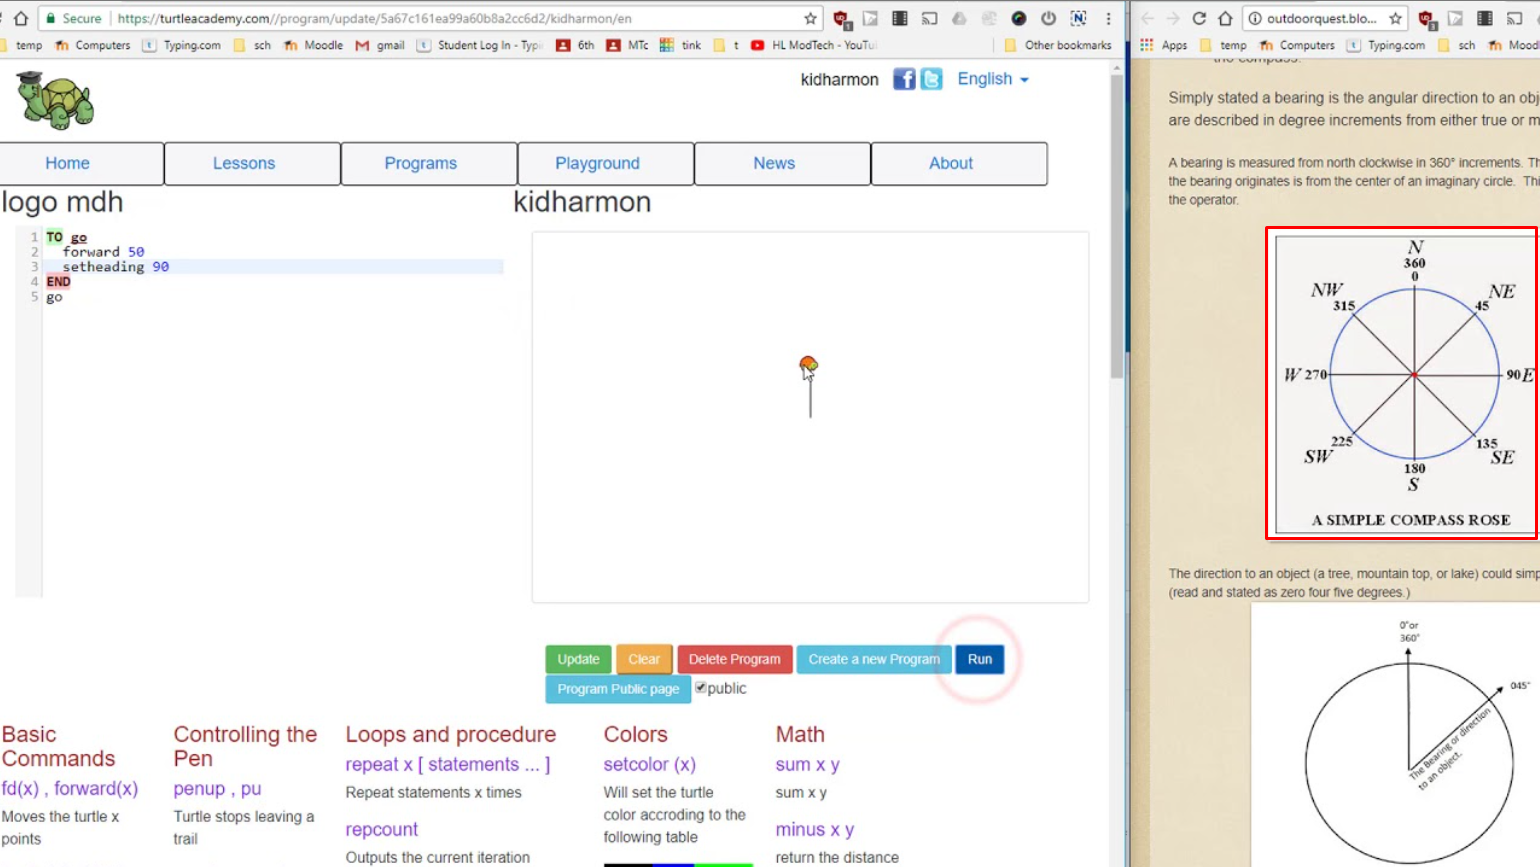 Secure https://turtleacademy.com//program/update/5a67c161ea99a60b8a2cc6d2/kidharmon/en
temp Computers Typing.com sch Moodle gmail Student Log In - Typi 6th MTc tink t HL ModTech - YouTu Other bookmarks
kidharmon English
Home Lessons Programs Playground News About
logo mdh
kidharmon
1 TO go
2 forward 50
3 setheading 90
4 END
5 go
Update Clear Delete Program Create a new Program Run
Program Public page public
Basic Commands
fd(x) , forward(x)
Moves the turtle x
points
Controlling the
Pen
penup , pu
Turtle stops leaving a
trail
Loops and procedure
repeat x [ statements ... ]
Repeat statements x times
repcount
Outputs the current iteration
Colors
setcolor (x)
Will set the turtle
color accroding to the
following table
Math
sum x y
sum x y
minus x y
return the distance
outdoorquest.blo...
Apps temp Computers Typing.com sch Mood
the compass.
Simply stated a bearing is the angular direction to an obj
are described in degree increments from either true or m
A bearing is measured from north clockwise in 360° increments. Th
the bearing originates is from the center of an imaginary circle. Thi
the operator.
N
360
0
NW
315
NE
45
W 270
90 E
225
SW
135
SE
180
S
A SIMPLE COMPASS ROSE
The direction to an object (a tree, mountain top, or lake) could simp
(read and stated as zero four five degrees.)
0° or
360°
045°
The Bearing or direction
to an object.